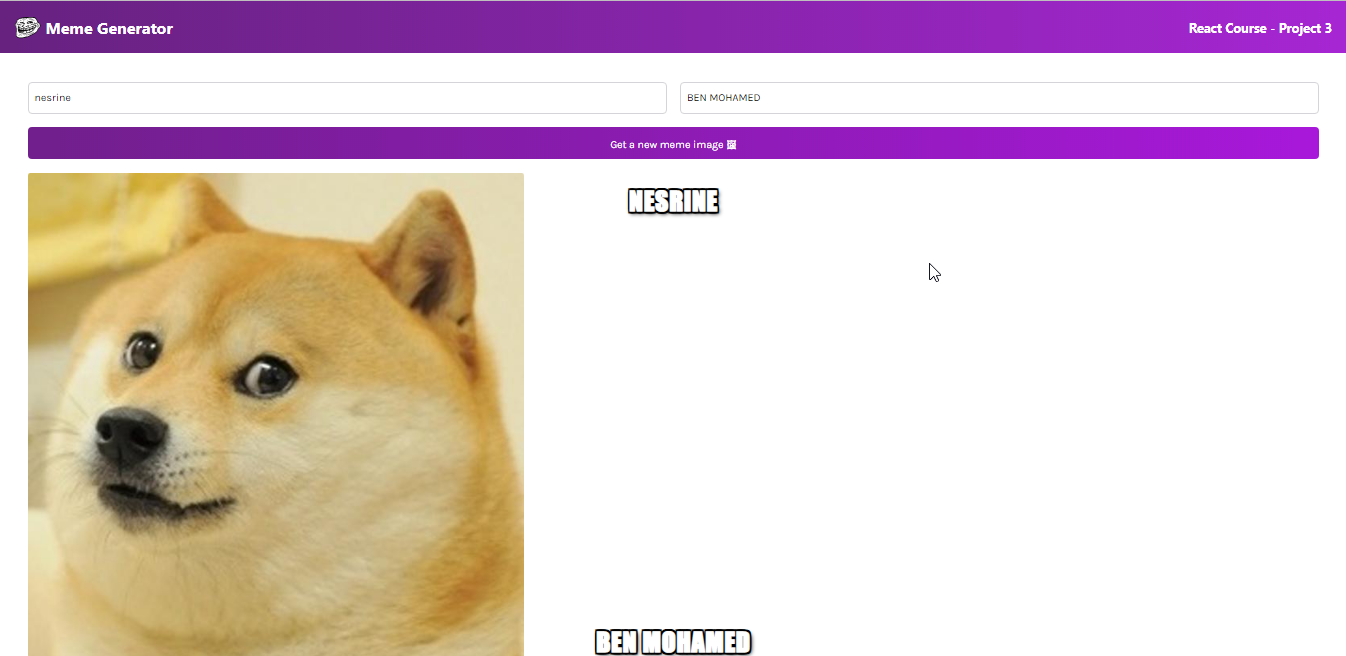 Meme Generator
React Course - Project 3
nesrine
BEN MOHAMED
Get a new meme image 🖼
NESRINE
BEN MOHAMED